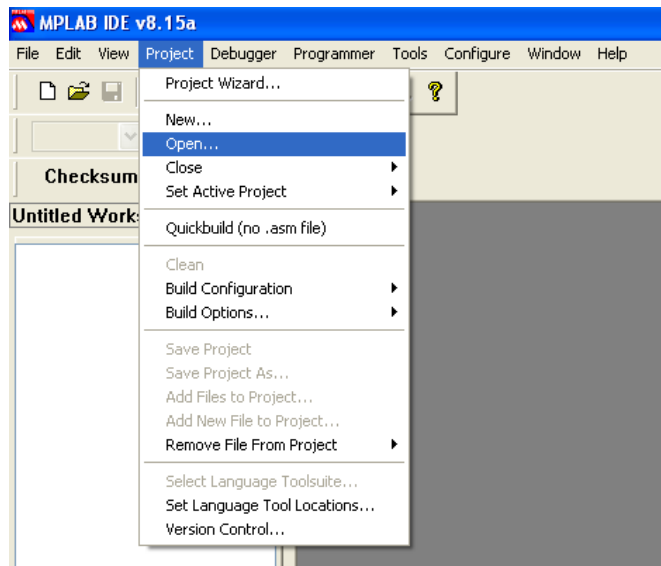 MPLAB IDE v8.15a
File Edit View Project Debugger Programmer Tools Configure Window Help
Project Wizard...
New...
Open...
Close
Checksum
Set Active Project
Untitled Works
Quickbuild (no .asm file)
Clean
Build Configuration
Build Options...
Save Project
Save Project As...
Add Files to Project...
Add New File to Project...
Remove File From Project
Select Language Toolsuite...
Set Language Tool Locations...
Version Control...